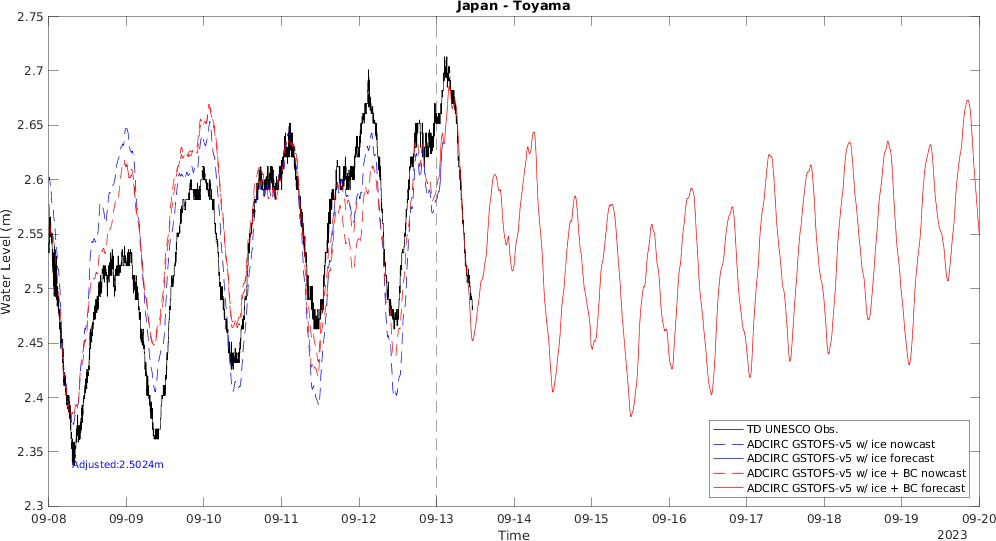 Japan - Toyama
Water Level (m)
2.75
2.7
2.65
2.6
2.55
2.5
2.45
2.4
2.35
2.3
Adjusted:2.5024m
TD UNESCO Obs.
ADCIRC GSTOFS-v5 w/ ice nowcast
ADCIRC GSTOFS-v5 w/ ice forecast
ADCIRC GSTOFS-v5 w/ ice + BC nowcast
ADCIRC GSTOFS-v5 w/ ice + BC forecast
09-08 09-09 09-10 09-11 09-12 09-13 09-14 09-15 09-16 09-17 09-18 09-19 09-20
Time
2023